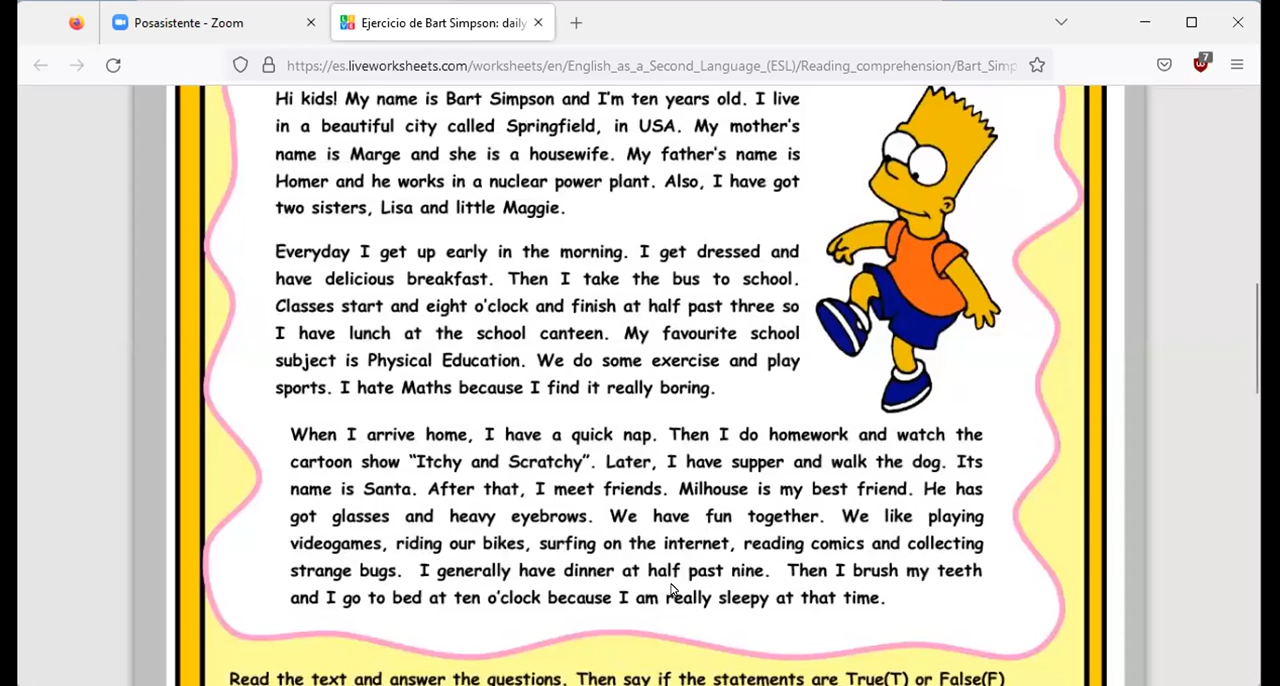 Posasistente - Zoom
Ejercicio de Bart Simpson: daily
https://es.liveworksheets.com/worksheets/en/English_as_a_Second_Language_(ESL)/Reading_comprehension/Bart_Simp
7
Hi kids! My name is Bart Simpson and I'm ten years old. I live
in a beautiful city called Springfield, in USA. My mother's
name is Marge and she is a housewife. My father's name is
Homer and he works in a nuclear power plant. Also, I have got
two sisters, Lisa and little Maggie.
Everyday I get up early in the morning. I get dressed and
have delicious breakfast. Then I take the bus to school.
Classes start and eight o'clock and finish at half past three so
I have lunch at the school canteen. My favourite school
subject is Physical Education. We do some exercise and play
sports. I hate Maths because I find it really boring.
When I arrive home, I have a quick nap. Then I do homework and watch the
cartoon show "Itchy and Scratchy". Later, I have supper and walk the dog. Its
name is Santa. After that, I meet friends. Milhouse is my best friend. He has
got glasses and heavy eyebrows. We have fun together. We like playing
videogames, riding our bikes, surfing on the internet, reading comics and collecting
strange bugs. I generally have dinner at half past nine. Then I brush my teeth
and I go to bed at ten o'clock because I am really sleepy at that time.
Read the text and answer the questions. Then say if the statements are True(T) or False(F)